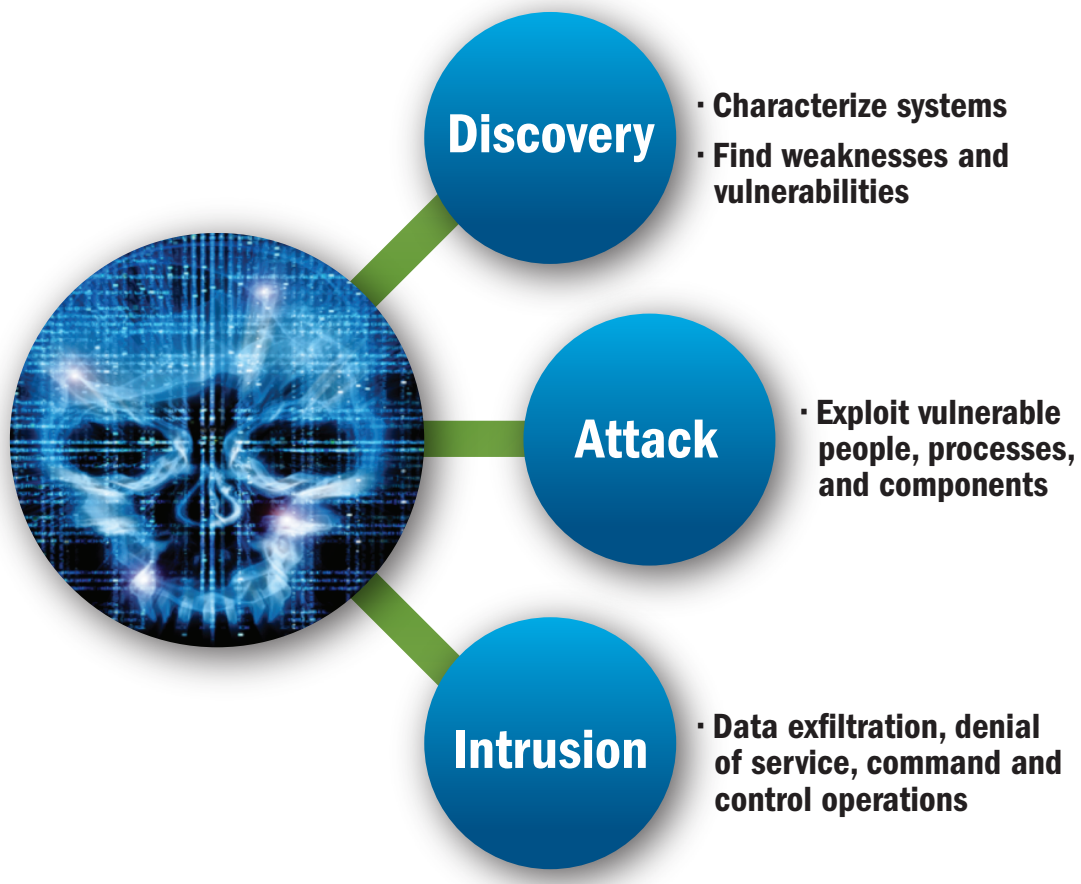 Discovery
· Characterize systems
· Find weaknesses and
vulnerabilities
Attack
· Exploit vulnerable
people, processes,
and components
Intrusion
· Data exfiltration, denial
of service, command and
control operations